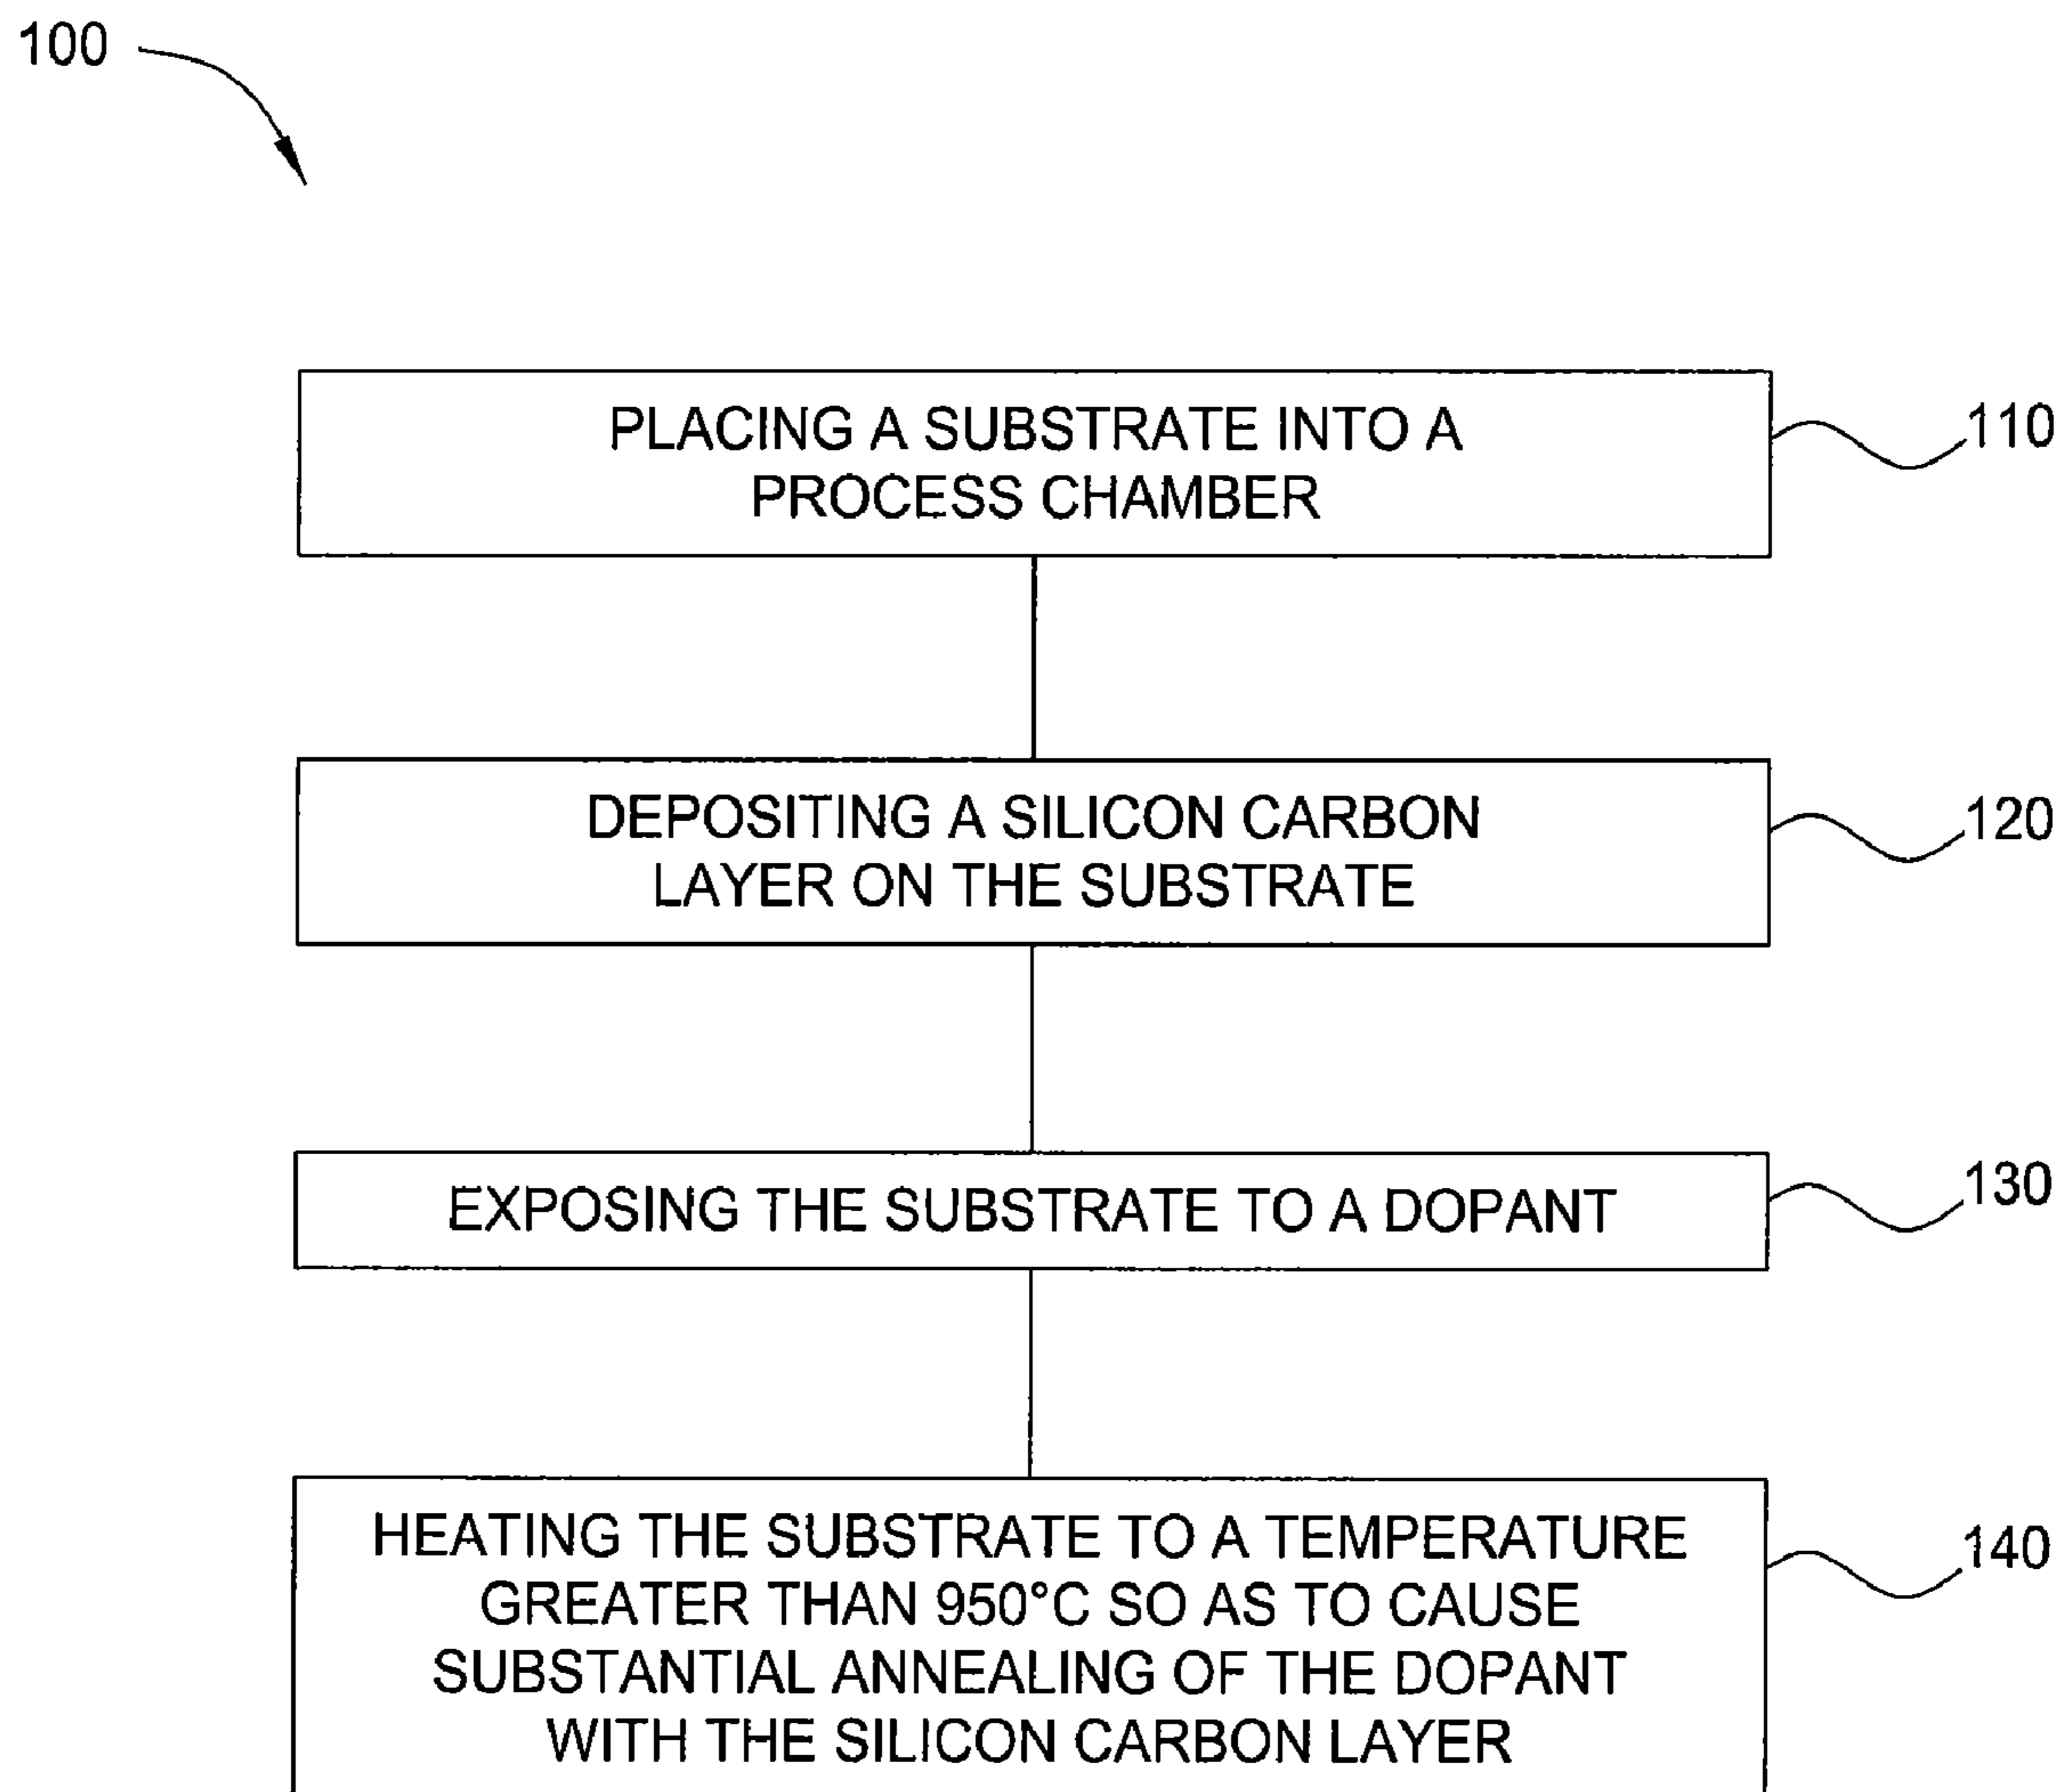 100
PLACING A SUBSTRATE INTO A
PROCESS CHAMBER
110
DEPOSITING A SILICON CARBON
LAYER ON THE SUBSTRATE
120
EXPOSING THE SUBSTRATE TO A DOPANT
130
HEATING THE SUBSTRATE TO A TEMPERATURE
GREATER THAN 950°C SO AS TO CAUSE
SUBSTANTIAL ANNEALING OF THE DOPANT
WITH THE SILICON CARBON LAYER
140